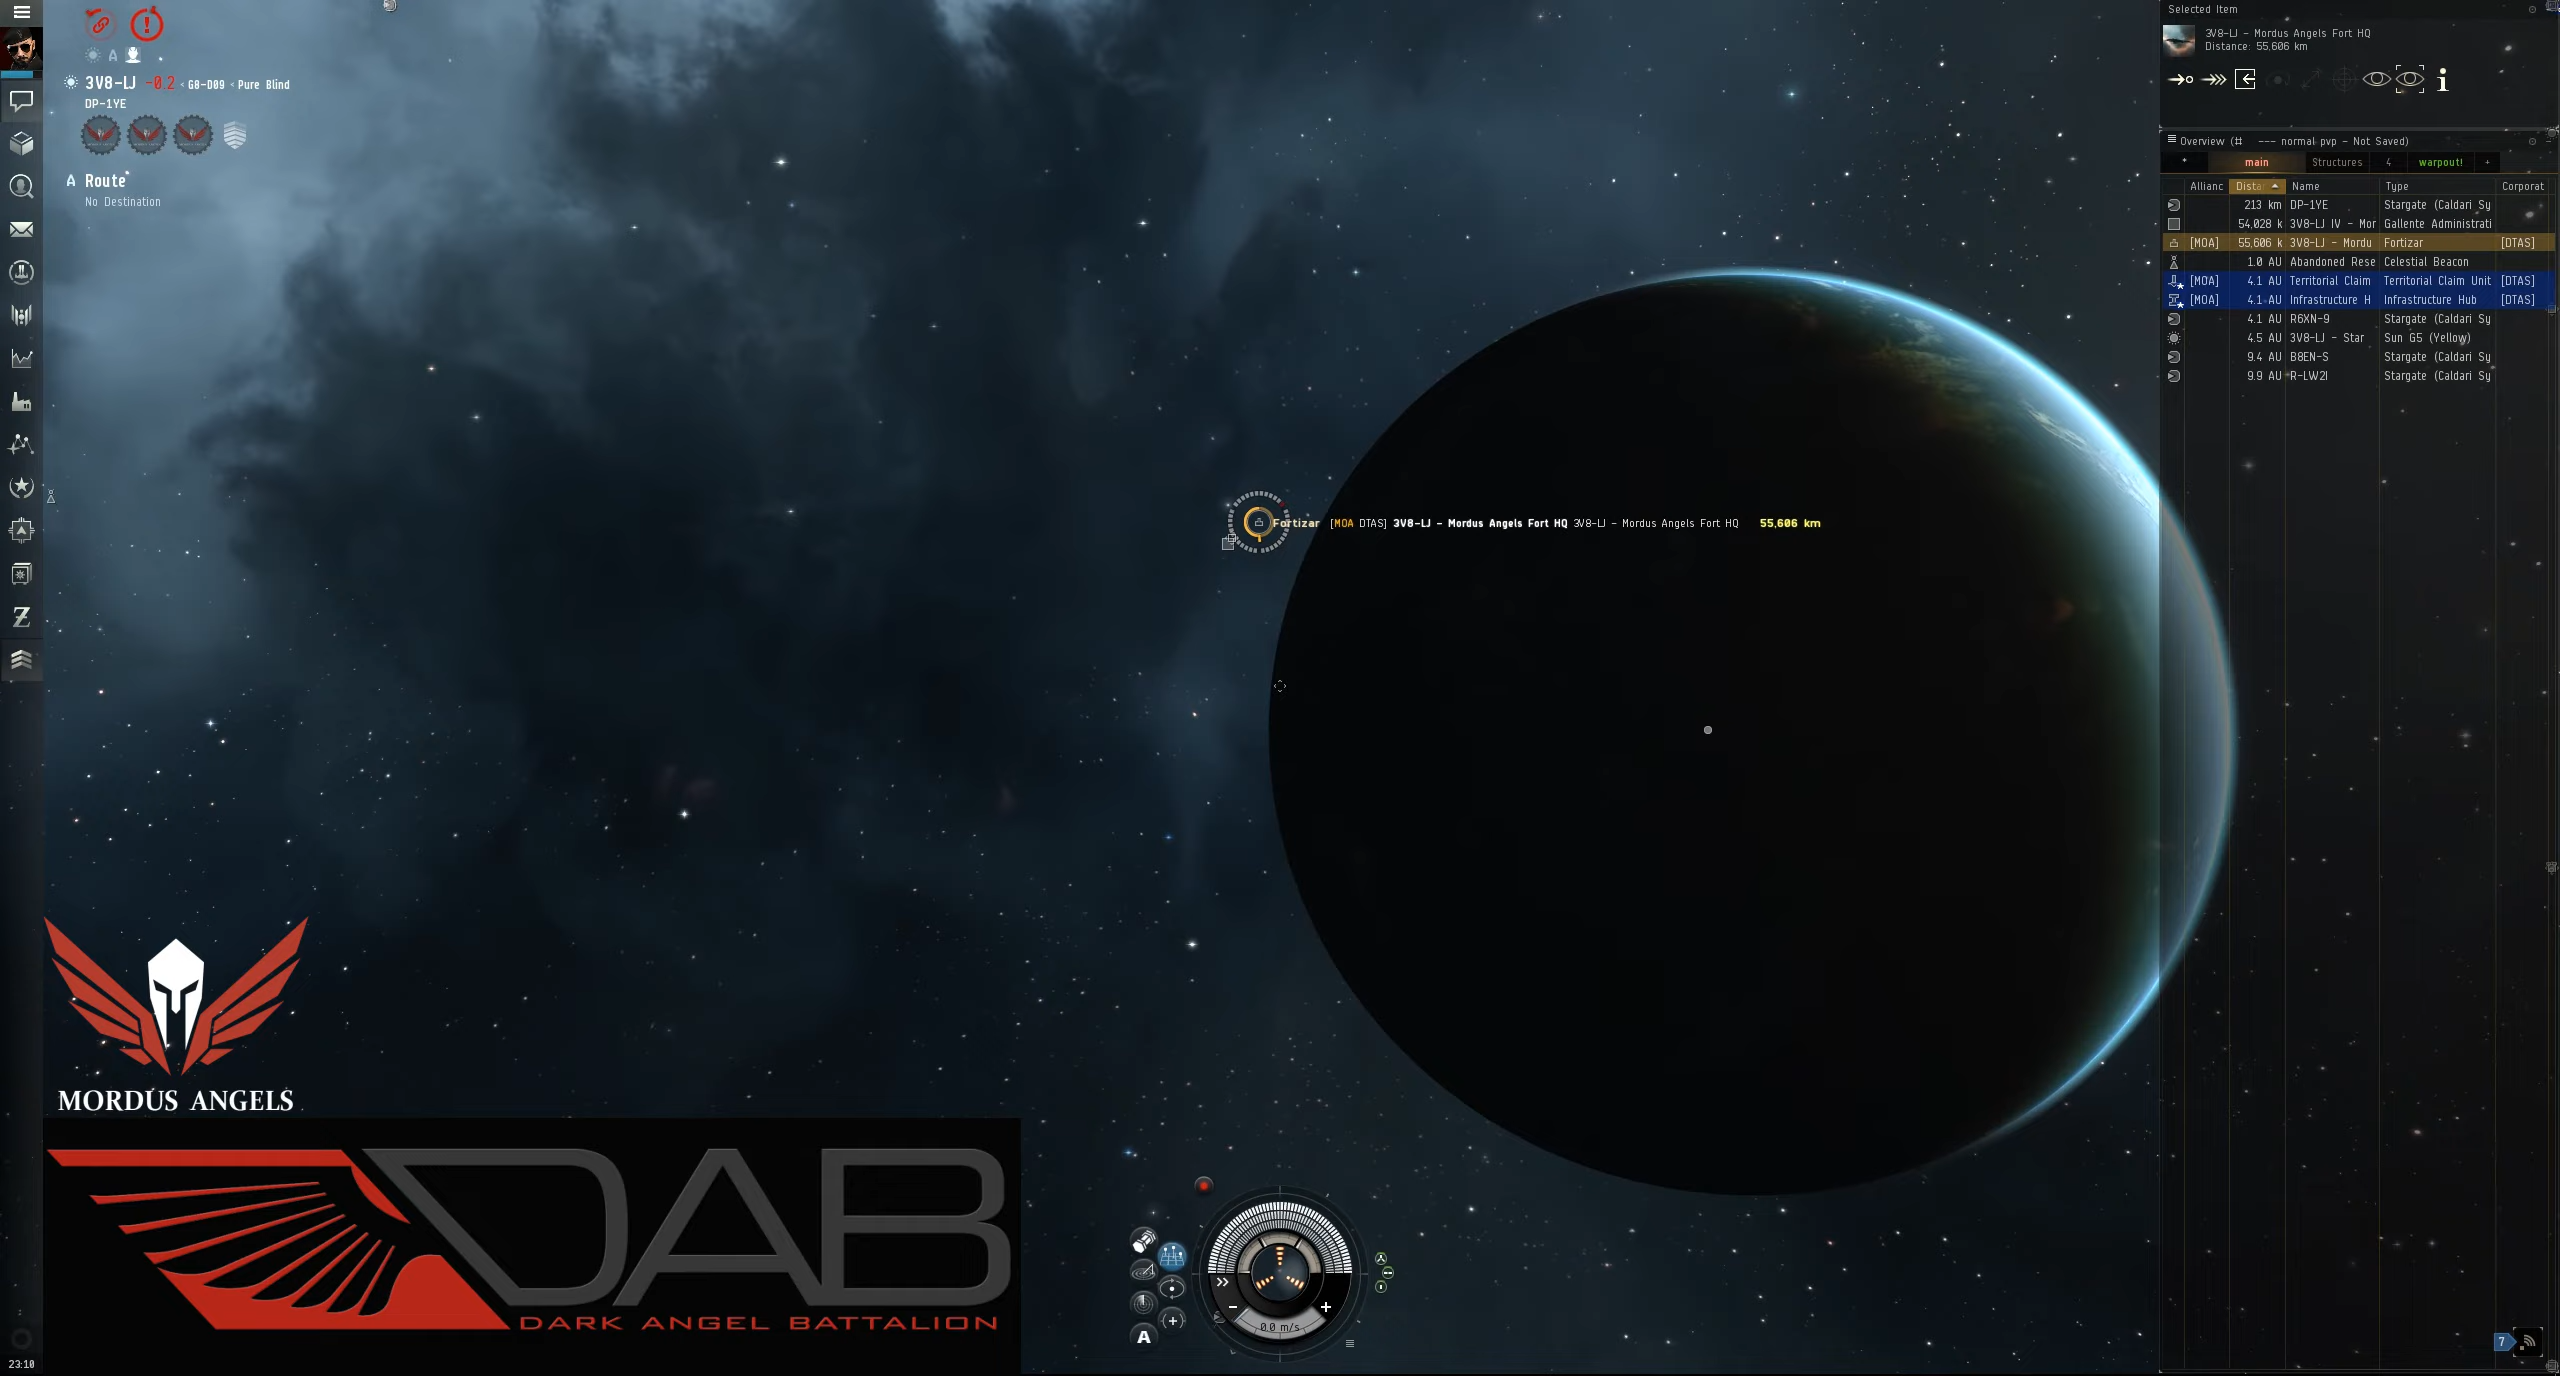 3V8-LJ -0.2 < G0-D09 < Pure Blind
DP-1YE
A Route
No Destination
Fortizar [MOA DTAS] 3V8-LJ - Mordus Angels Fort HQ 3V8-LJ - Mordus Angels Fort HQ 55,606 km
MORDUS ANGELS
DAB
DARK ANGEL BATTALION
A
0.0 m/s
23:10
Selected Item
3V8-LJ - Mordus Angels Fort HQ
Distance: 55,606 km
Overview (# --- normal pvp - Not Saved)
* main Structures 4 warpout! +
Allianc Distar Name Type Corporat
213 km DP-1YE Stargate (Caldari Sy
54,028 k 3V8-LJ IV - Mor Gallente Administrati
[MOA] 55,606 k 3V8-LJ - Mordu Fortizar [DTAS]
1.0 AU Abandoned Rese Celestial Beacon
[MOA] 4.1 AU Territorial Claim Territorial Claim Unit [DTAS]
[MOA] 4.1 AU Infrastructure H Infrastructure Hub [DTAS]
4.1 AU R6XN-9 Stargate (Caldari Sy
4.5 AU 3V8-LJ - Star Sun G5 (Yellow)
9.4 AU B8EN-S Stargate (Caldari Sy
9.9 AU R-LW2I Stargate (Caldari Sy
7